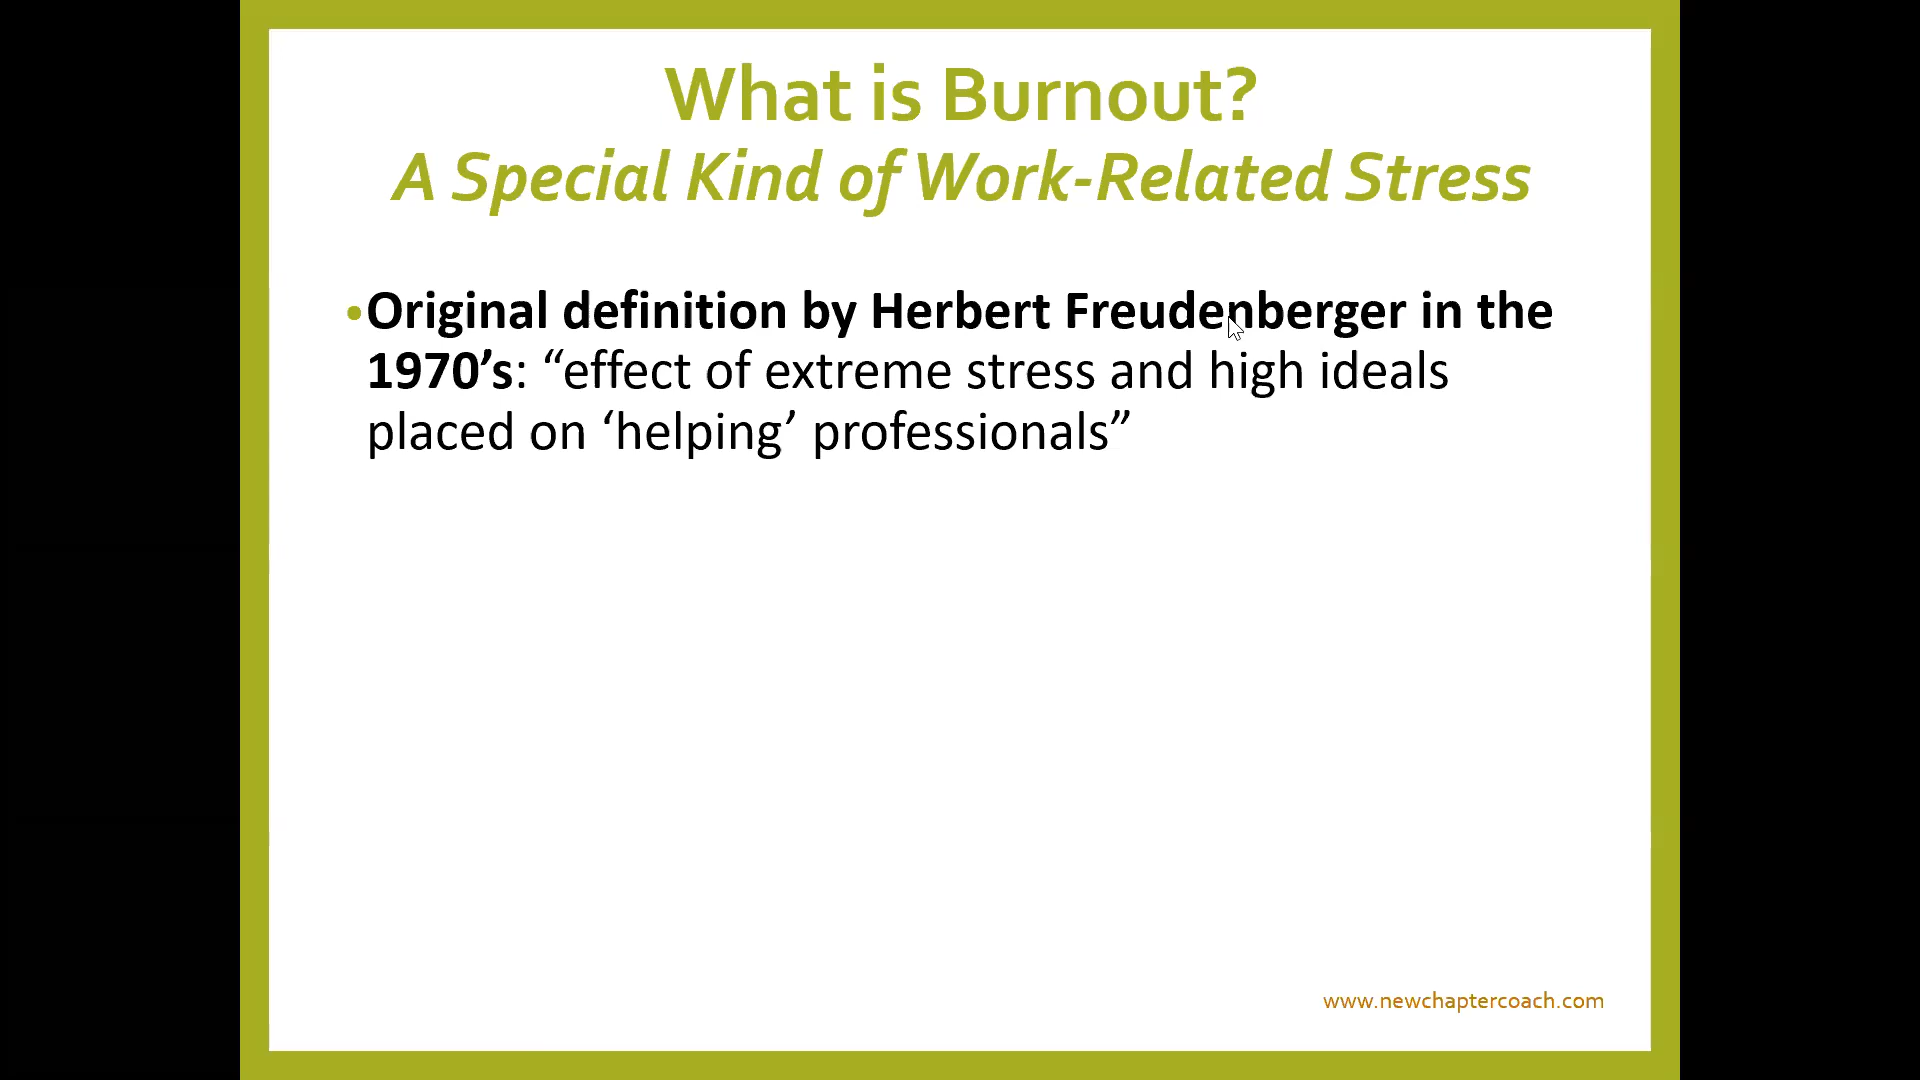 What is Burnout?
A Special Kind of Work-Related Stress
•Original definition by Herbert Freudenberger in the
1970’s: “effect of extreme stress and high ideals
placed on ‘helping’ professionals”
www.newchaptercoach.com